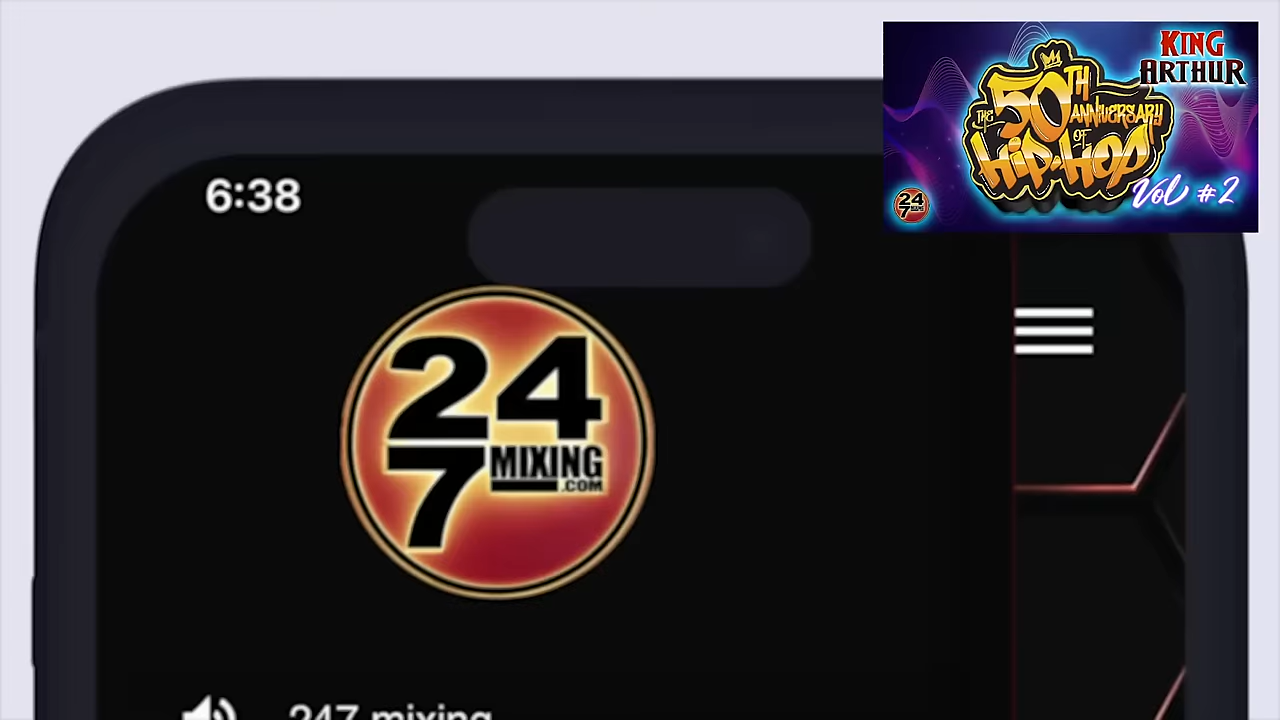 KING
ARTHUR
THE 50TH
ANNIVERSARY
OF
HIP·HOP
Vol #2
24
7
6:38
24
7 MIXING
.COM
247 mixing